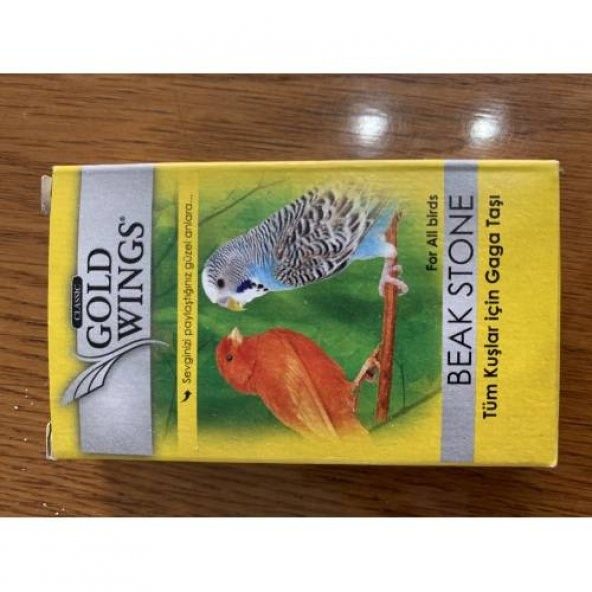 CLASSIC
GOLD
WINGS®
Sevginizi paylaştığınız güzel anlara...
For All birds
BEAK STONE
Tüm Kuşlar için Gaga Taşı